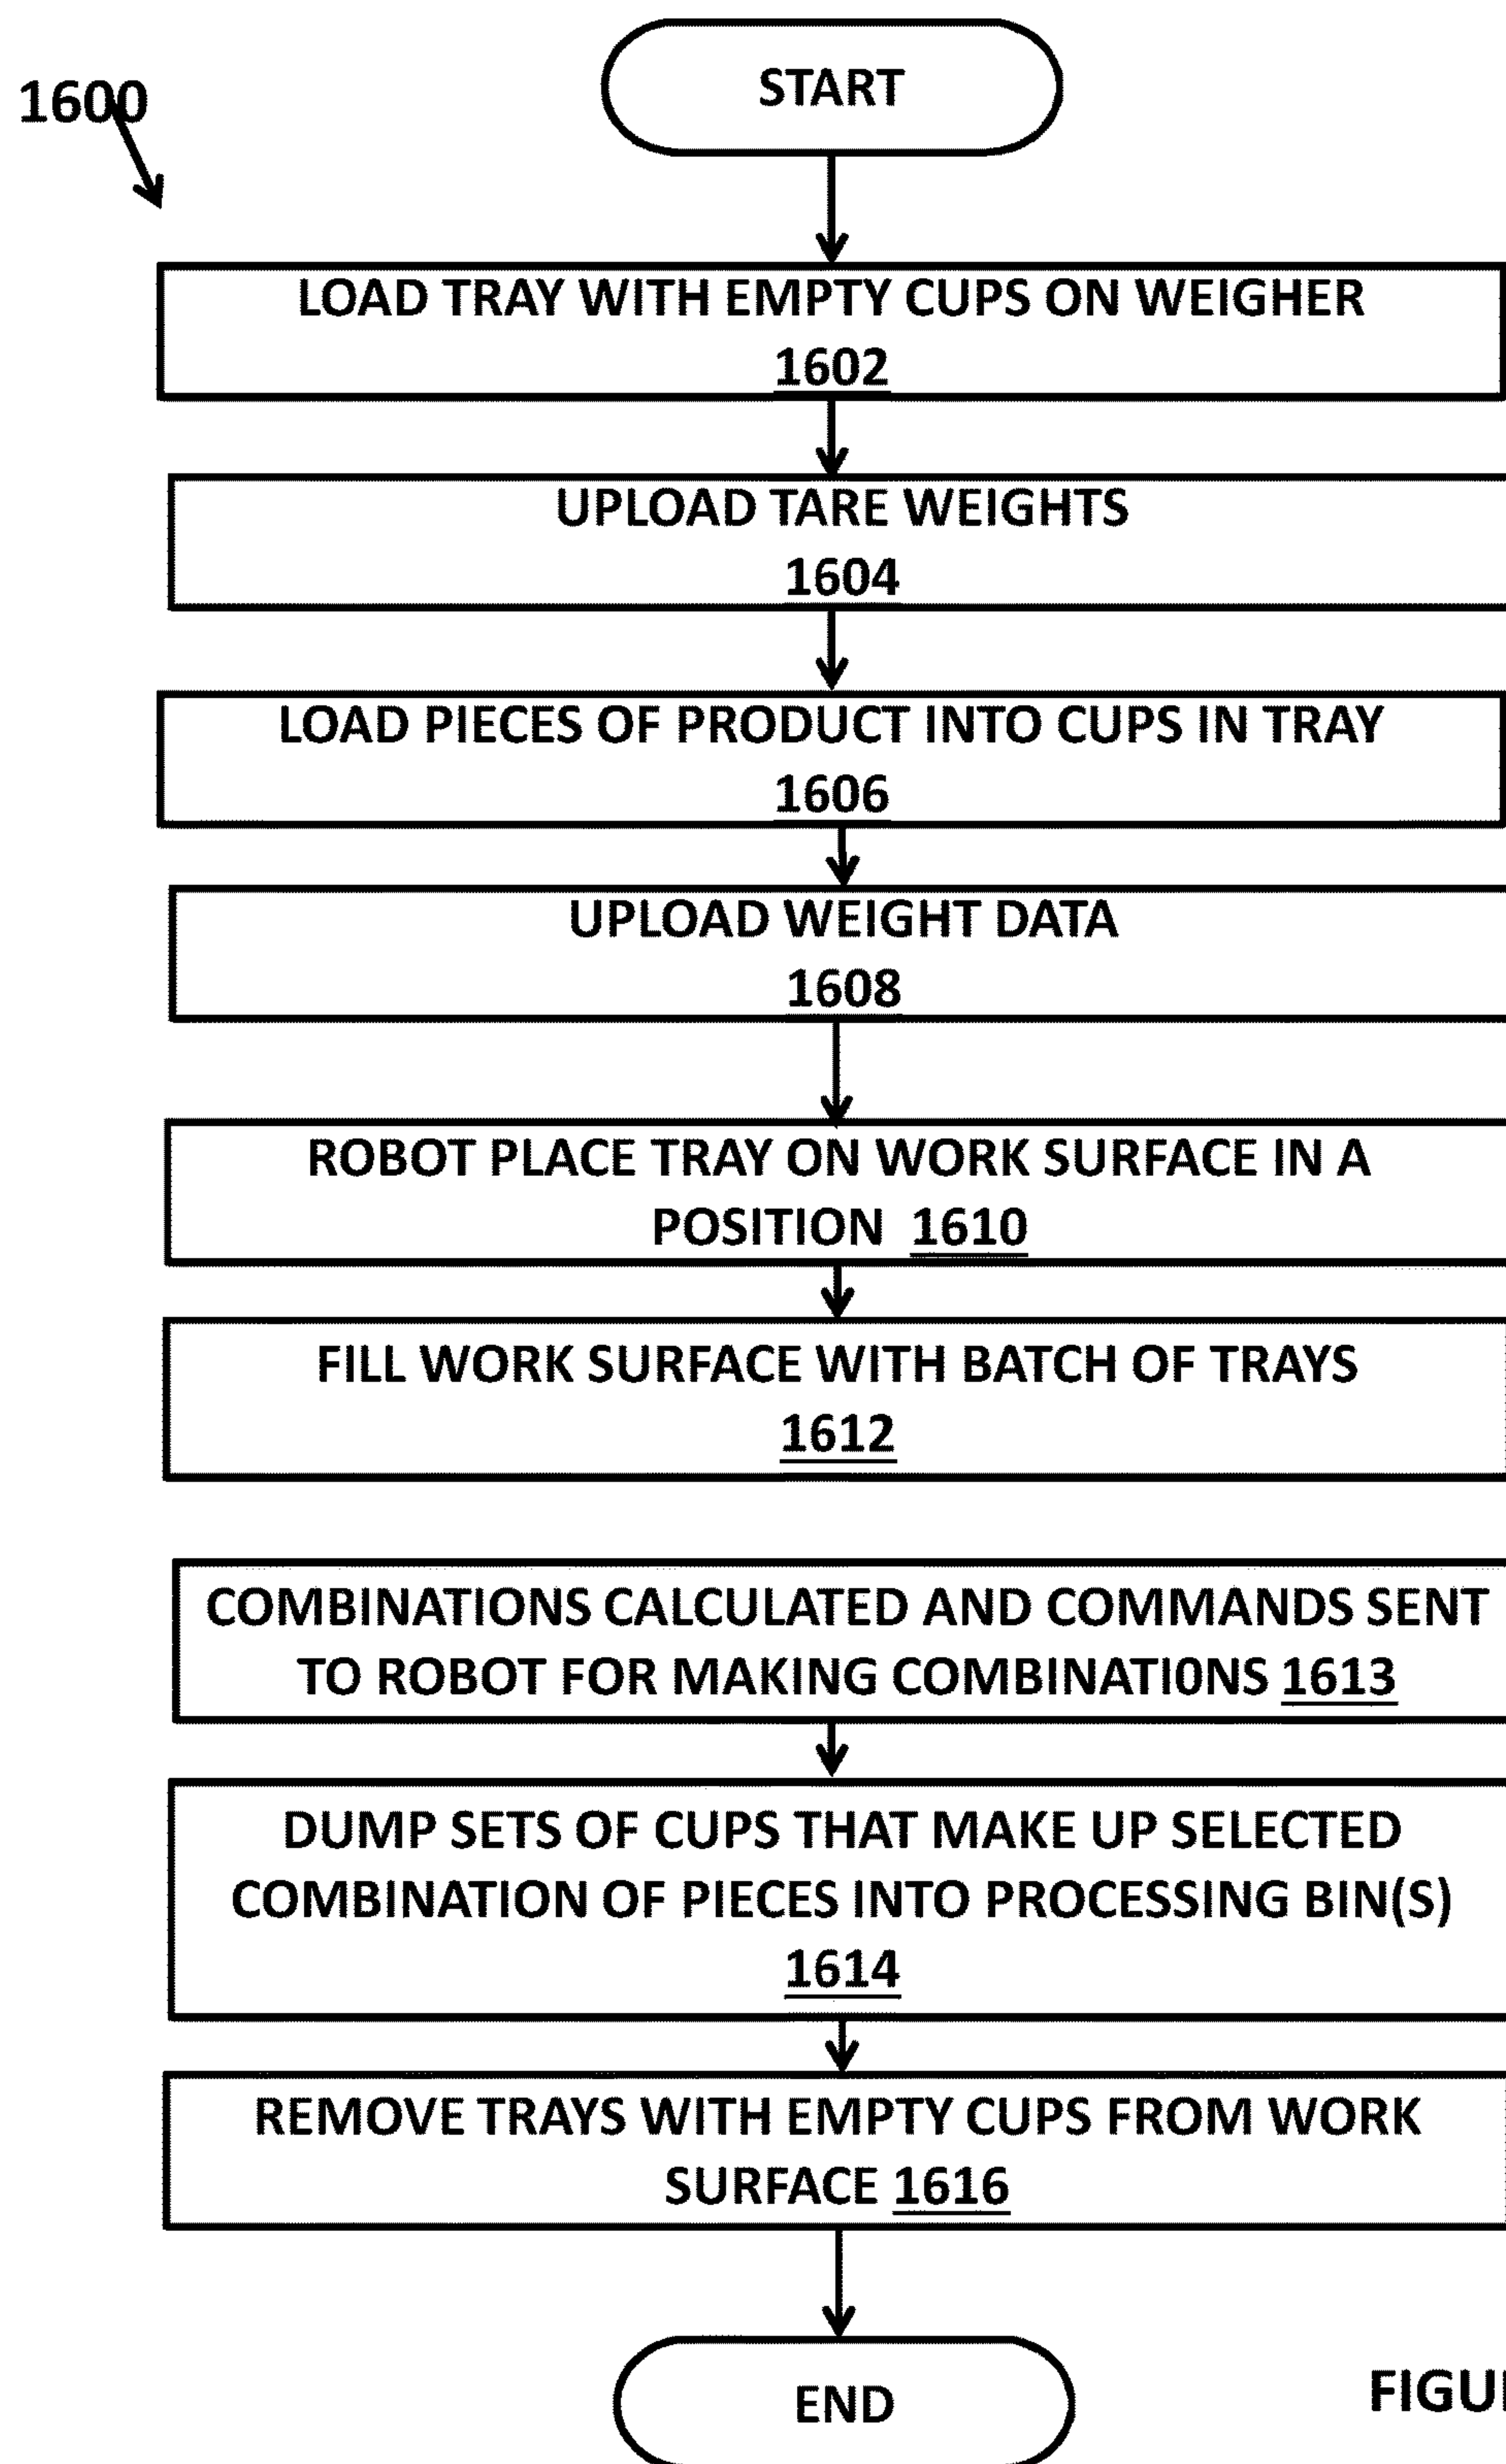 1600
START
LOAD TRAY WITH EMPTY CUPS ON WEIGHER
1602
UPLOAD TARE WEIGHTS
1604
LOAD PIECES OF PRODUCT INTO CUPS IN TRAY
1606
UPLOAD WEIGHT DATA
1608
ROBOT PLACE TRAY ON WORK SURFACE IN A
POSITION 1610
FILL WORK SURFACE WITH BATCH OF TRAYS
1612
COMBINATIONS CALCULATED AND COMMANDS SENT
TO ROBOT FOR MAKING COMBINATI0NS 1613
DUMP SETS OF CUPS THAT MAKE UP SELECTED
COMBINATION OF PIECES INTO PROCESSING BIN(S)
1614
REMOVE TRAYS WITH EMPTY CUPS FROM WORK
SURFACE 1616
END